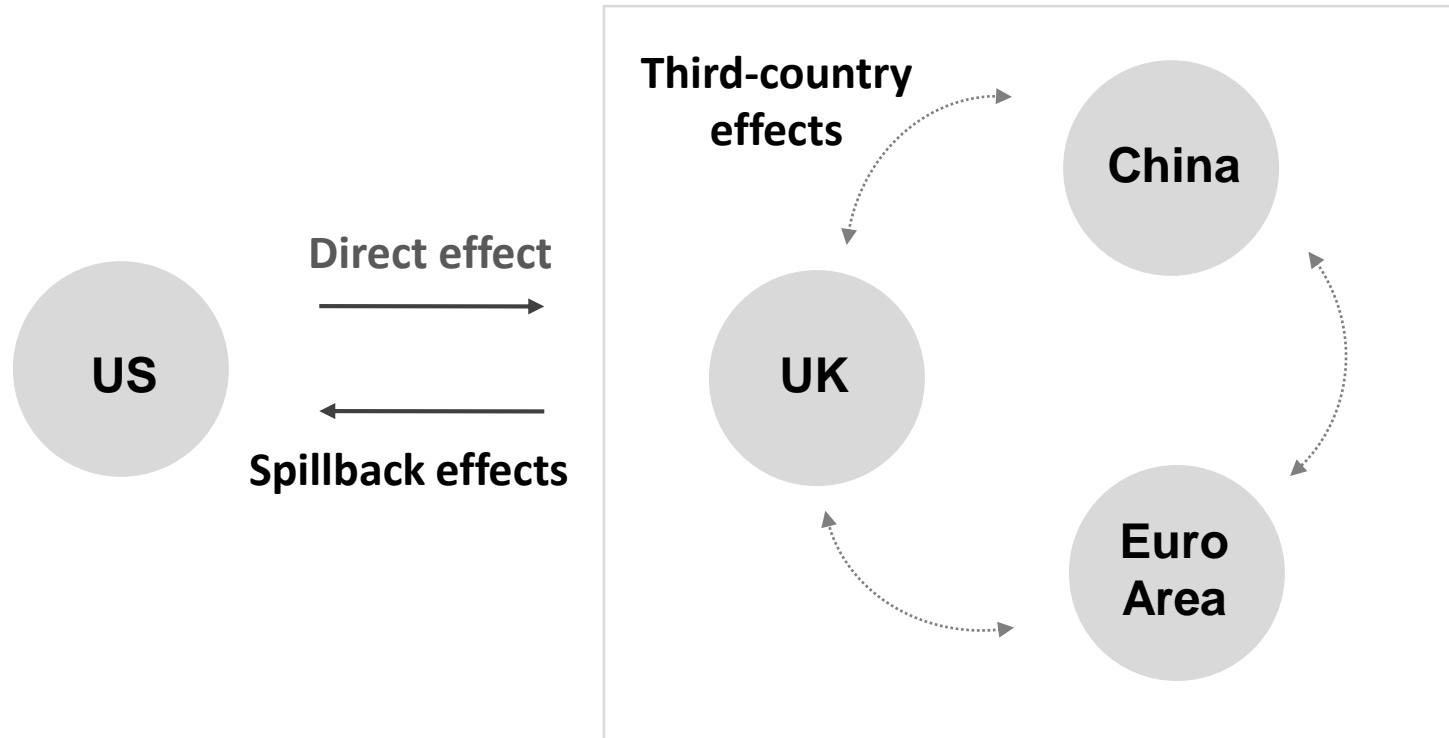 Third-country
effects
China
Direct effect
US
UK
Spillback effects
Euro
Area